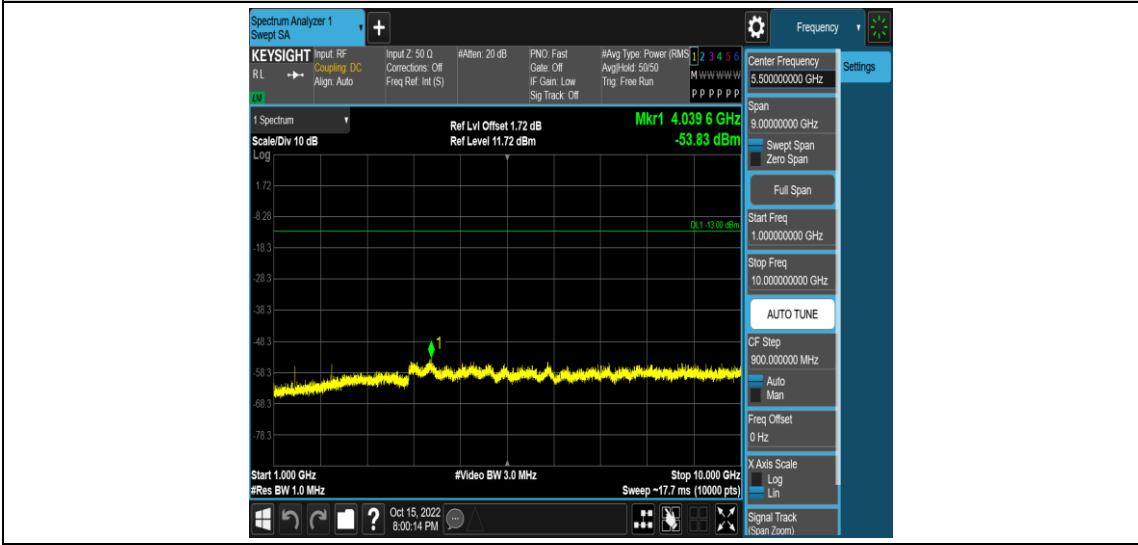 Spectrum Analyzer 1
Swept SA
+
Frequency
KEYSIGHT
RL
LM
Input: RF
Coupling: DC
Align: Auto
Input Z: 50 Ω
Corrections: Off
Freq Ref: Int (S)
#Atten: 20 dB
PNO: Fast
Gate: Off
IF Gain: Low
Sig Track: Off
#Avg Type: Power (RMS
Avg|Hold: 50/50
Trig: Free Run
1 2 3 4 5 6
M W W W W W
P P P P P P
1 Spectrum
Scale/Div 10 dB
Log
Ref Lvl Offset 1.72 dB
Ref Level 11.72 dBm
Mkr1 4.039 6 GHz
-53.83 dBm
1.72
-8.28
DL1 -13.00 dBm
-18.3
-28.3
-38.3
-48.3
1
-58.3
-68.3
-78.3
Start 1.000 GHz
#Res BW 1.0 MHz
#Video BW 3.0 MHz
Stop 10.000 GHz
Sweep ~17.7 ms (10000 pts)
?
Oct 15, 2022
8:00:14 PM
Center Frequency
5.500000000 GHz
Settings
Span
9.00000000 GHz
Swept Span
Zero Span
Full Span
Start Freq
1.000000000 GHz
Stop Freq
10.000000000 GHz
AUTO TUNE
CF Step
900.000000 MHz
Auto
Man
Freq Offset
0 Hz
X Axis Scale
Log
Lin
Signal Track
(Span Zoom)